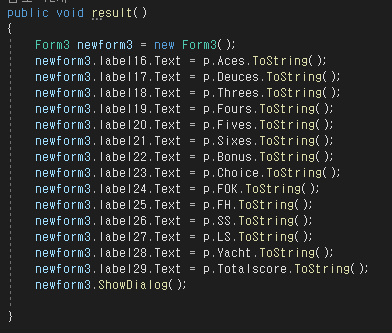 public void result()
{
Form3 newform3 = new Form3();
newform3.label16.Text = p.Aces.ToString();
newform3.label17.Text = p.Deuces.ToString();
newform3.label18.Text = p.Threes.ToString();
newform3.label19.Text = p.Fours.ToString();
newform3.label20.Text = p.Fives.ToString();
newform3.label21.Text = p.Sixes.ToString();
newform3.label22.Text = p.Bonus.ToString();
newform3.label23.Text = p.Choice.ToString();
newform3.label24.Text = p.FOK.ToString();
newform3.label25.Text = p.FH.ToString();
newform3.label26.Text = p.SS.ToString();
newform3.label27.Text = p.LS.ToString();
newform3.label28.Text = p.Yacht.ToString();
newform3.label29.Text = p.Totalscore.ToString();
newform3.ShowDialog();
}